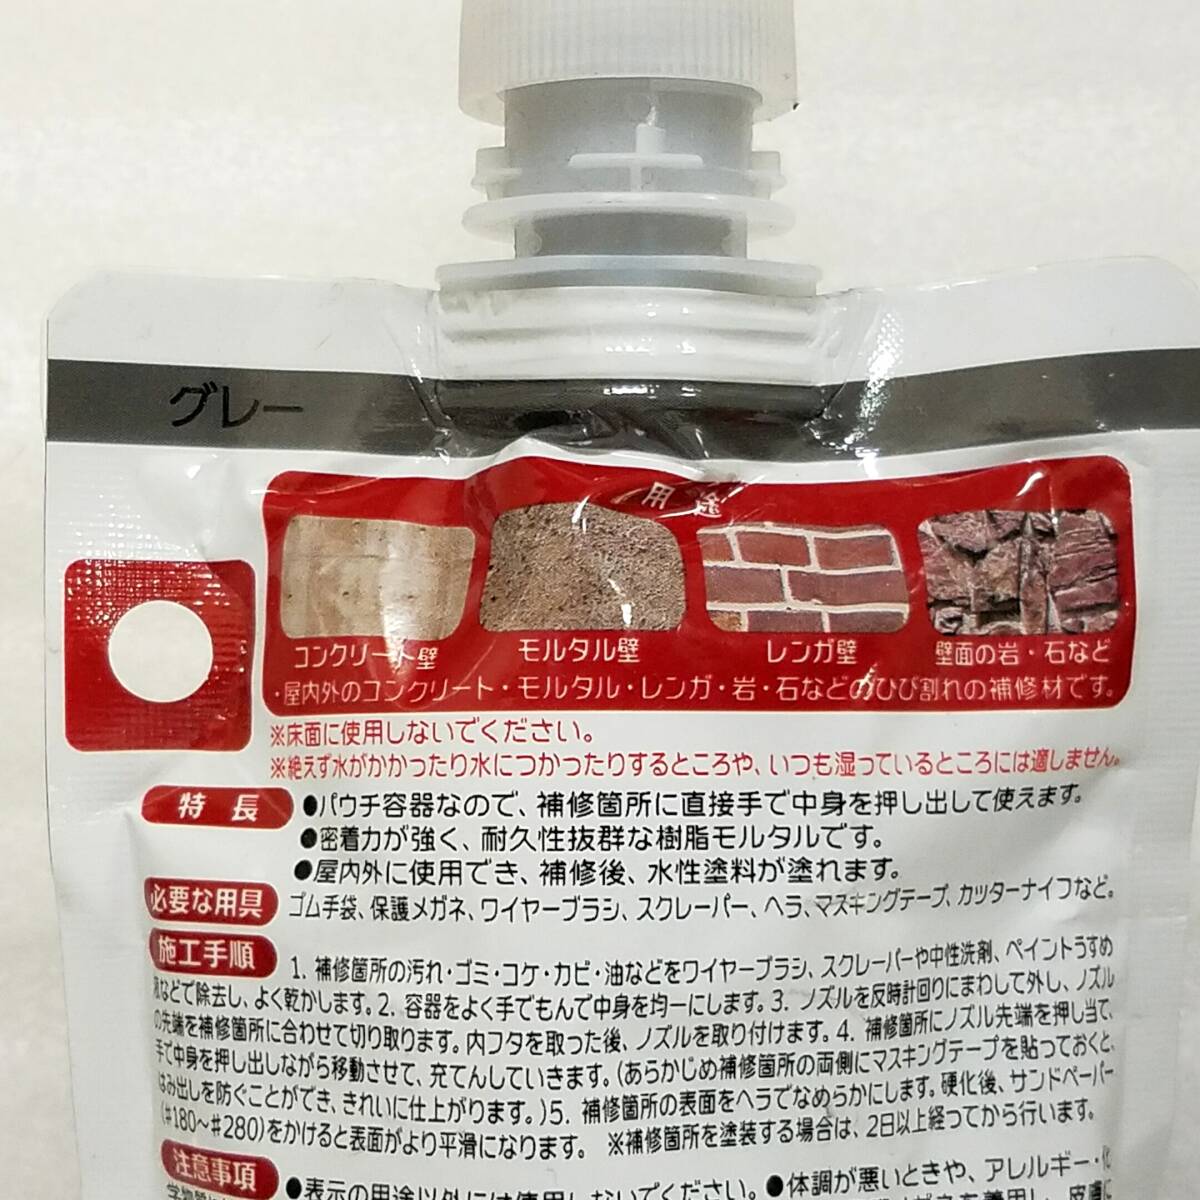 グレー
用途
コンクリート壁
モルタル壁
レンガ壁
壁面の岩・石など
・屋内外のコンクリート・モルタル・レンガ・岩・石などのひび割れの補修材です。
※床面に使用しないでください。
※絶えず水がかかったり水につかったりするところや、いつも湿っているところには適しません。
特長
●パウチ容器なので、補修箇所に直接手で中身を押し出して使えます。
●密着力が強く、耐久性抜群な樹脂モルタルです。
●屋内外に使用でき、補修後、水性塗料が塗れます。
必要な用具
ゴム手袋、保護メガネ、ワイヤーブラシ、スクレーパー、ヘラ、マスキングテープ、カッターナイフなど。
施工手順
1. 補修箇所の汚れ・ゴミ・コケ・カビ・油などをワイヤーブラシ、スクレーパーや中性洗剤、ペイントうすめ
液などで除去し、よく乾かします。2. 容器をよく手でもんで中身を均一にします。3. ノズルを反時計回りにまわして外し、ノズル
の先端を補修箇所に合わせて切り取ります。内フタを取った後、ノズルを取り付けます。4. 補修箇所にノズル先端を押し当て、
手で中身を押し出しながら移動させて、充てんしていきます。(あらかじめ補修箇所の両側にマスキングテープを貼っておくと、
はみ出しを防ぐことができ、きれいに仕上がります。)5. 補修箇所の表面をヘラでなめらかにします。硬化後、サンドペーパー
(#180~#280)をかけると表面がより平滑になります。 ※補修箇所を塗装する場合は、2日以上経ってから行います。
注意事項
●表示の用途以外には使用しないでください。●体調が悪いときや、アレルギー・化